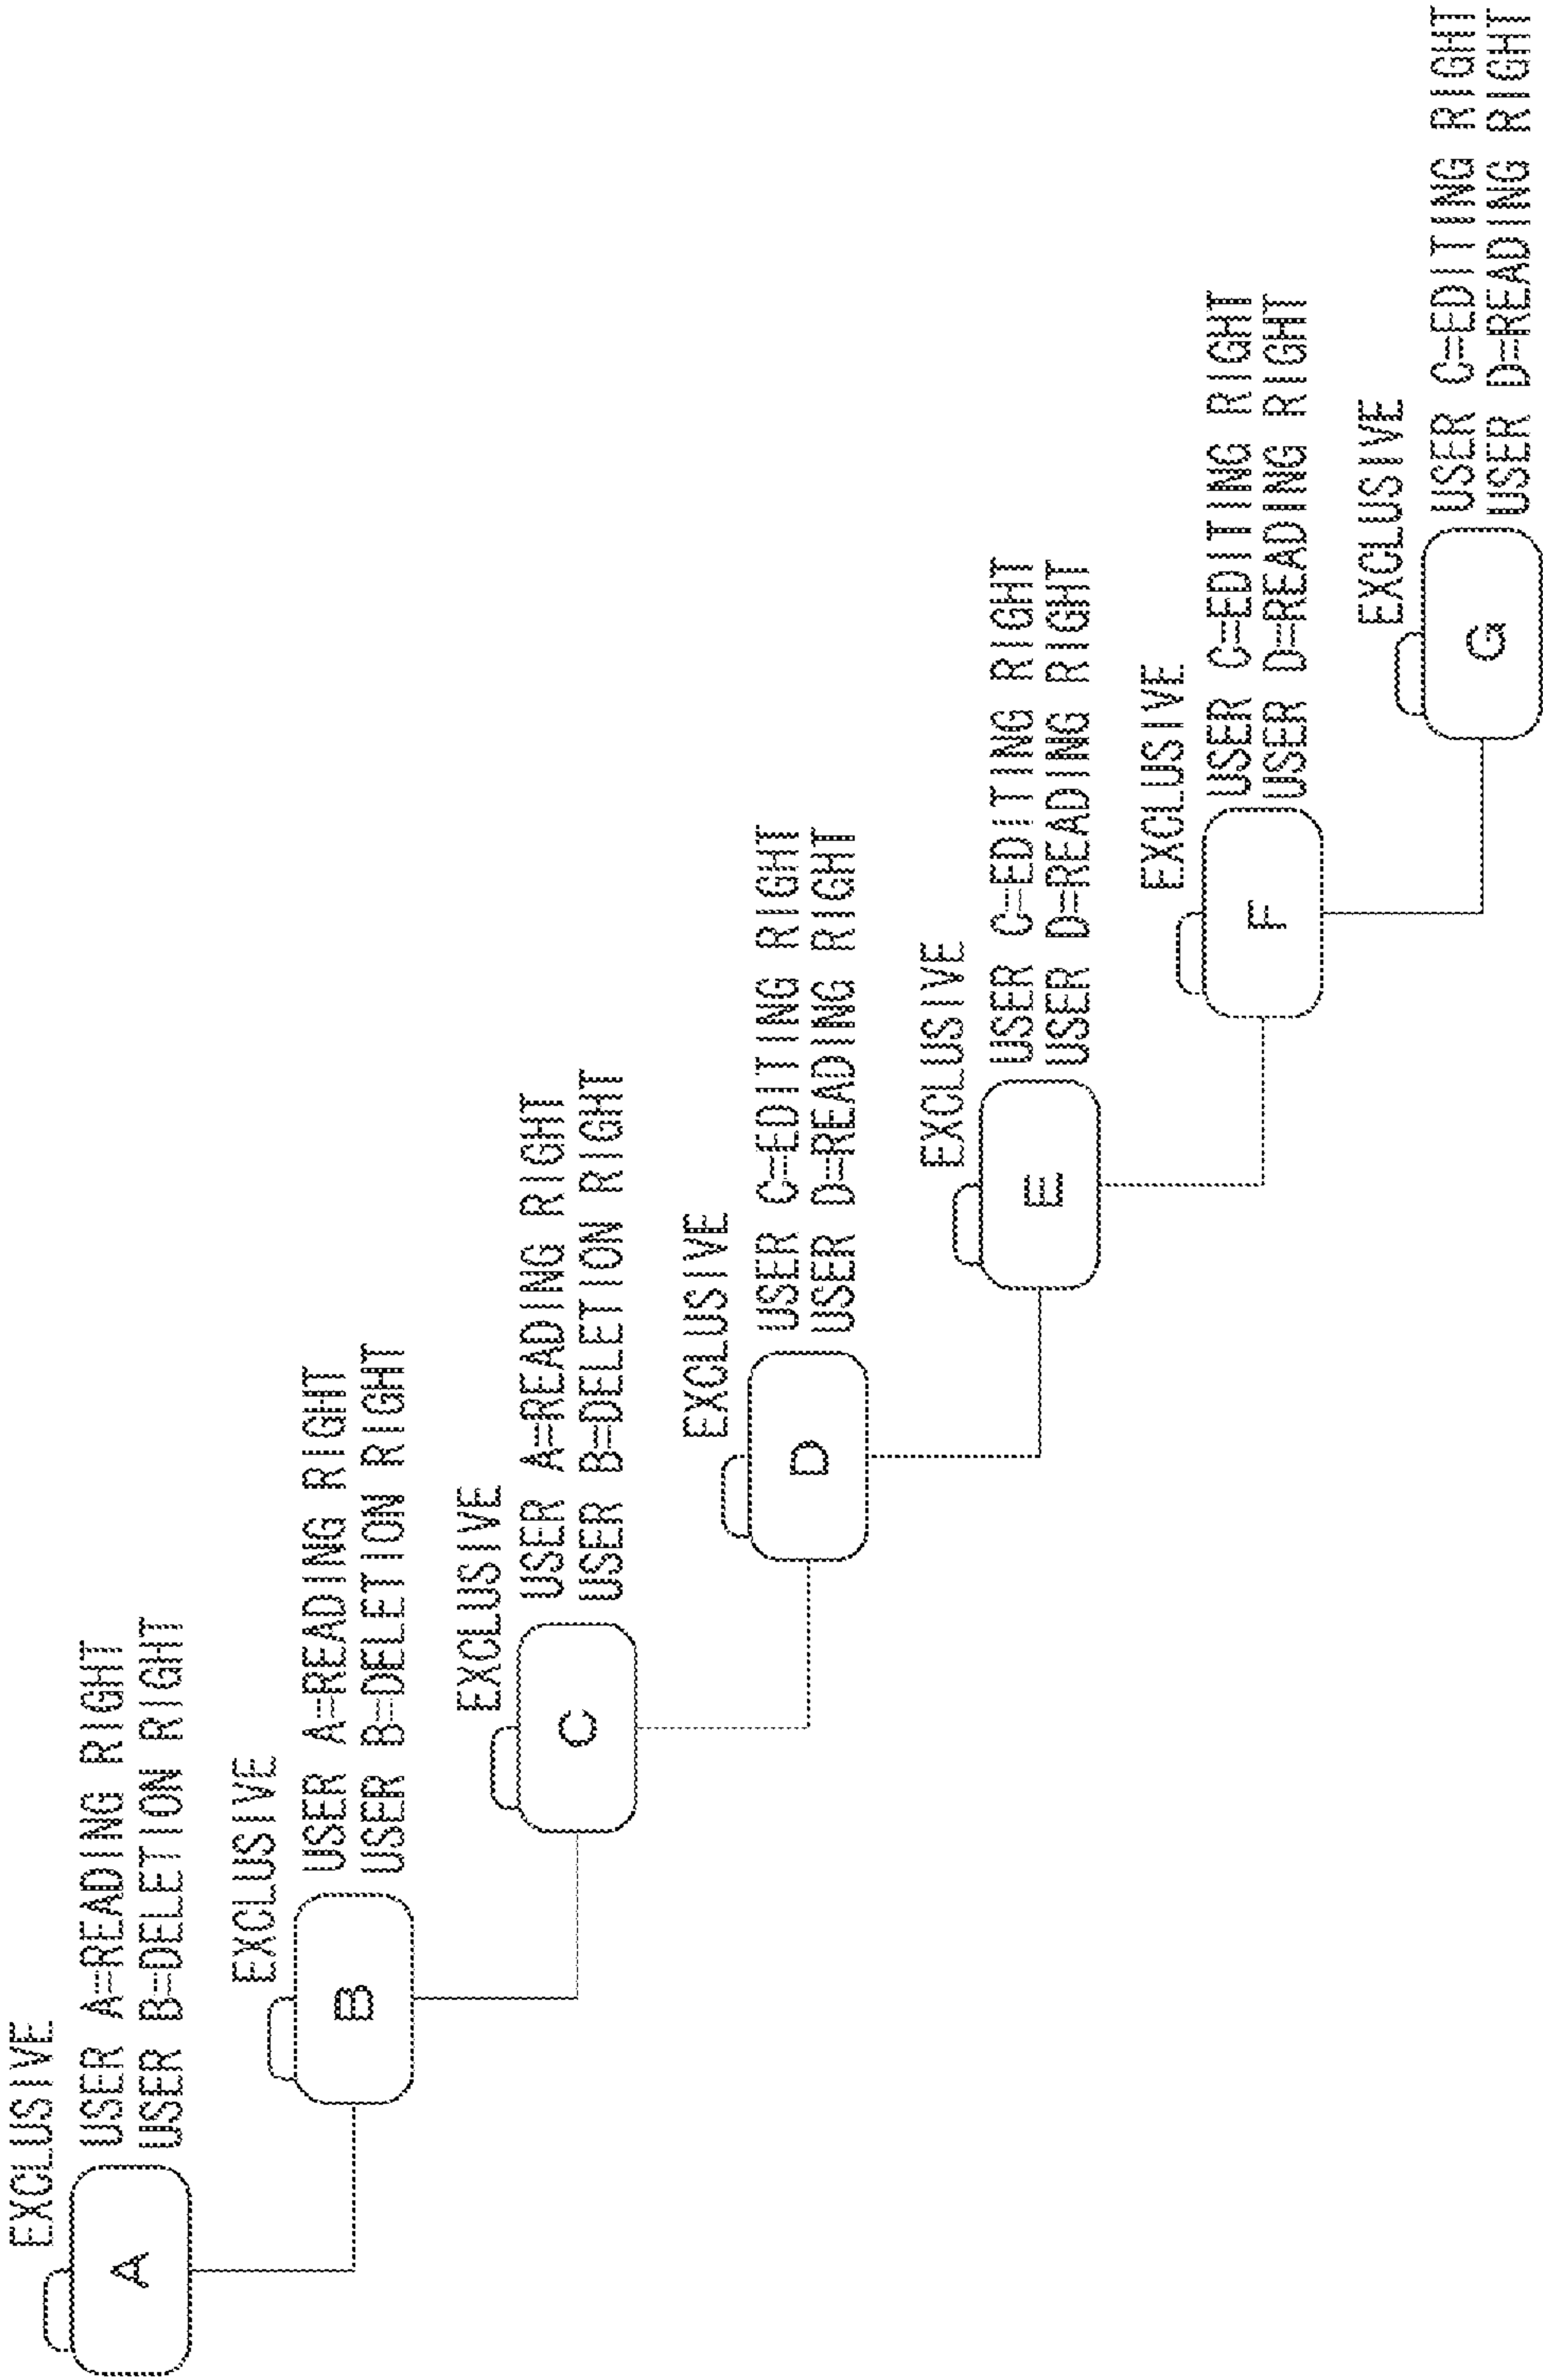 EXCLUSIVE
USER A=READING RIGHT
USER B=DELETION RIGHT
A
EXCLUSIVE
USER A=READING RIGHT
USER B=DELETION RIGHT
B
EXCLUSIVE
USER A=READING RIGHT
USER B=DELETION RIGHT
C
EXCLUSIVE
USER C=EDITING RIGHT
USER D=READING RIGHT
D
EXCLUSIVE
USER C=EDITING RIGHT
USER D=READING RIGHT
E
EXCLUSIVE
USER C=EDITING RIGHT
USER D=READING RIGHT
F
EXCLUSIVE
USER C=EDITING RIGHT
USER D=READING RIGHT
G